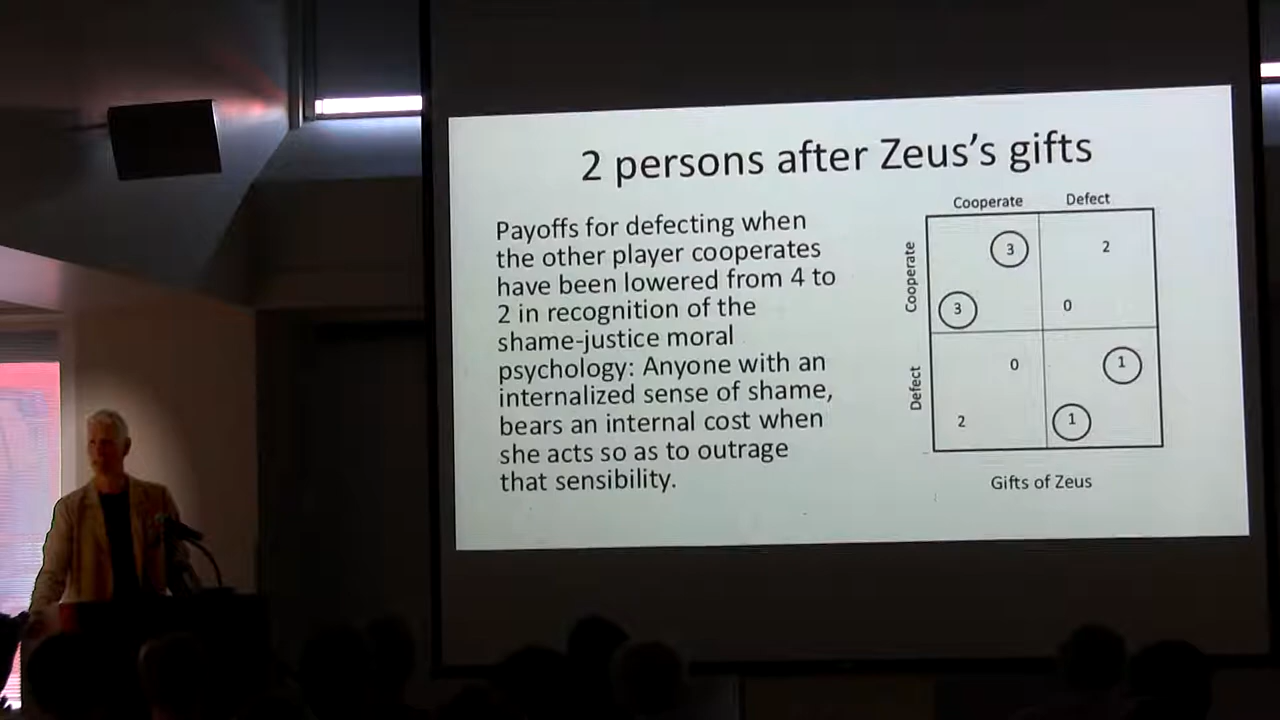 2 persons after Zeus's gifts
Payoffs for defecting when
the other player cooperates
have been lowered from 4 to
2 in recognition of the
shame-justice moral
psychology: Anyone with an
internalized sense of shame,
bears an internal cost when
she acts so as to outrage
that sensibility.
Cooperate Defect
Cooperate
3 2
3 0
Defect
0 1
2 1
Gifts of Zeus